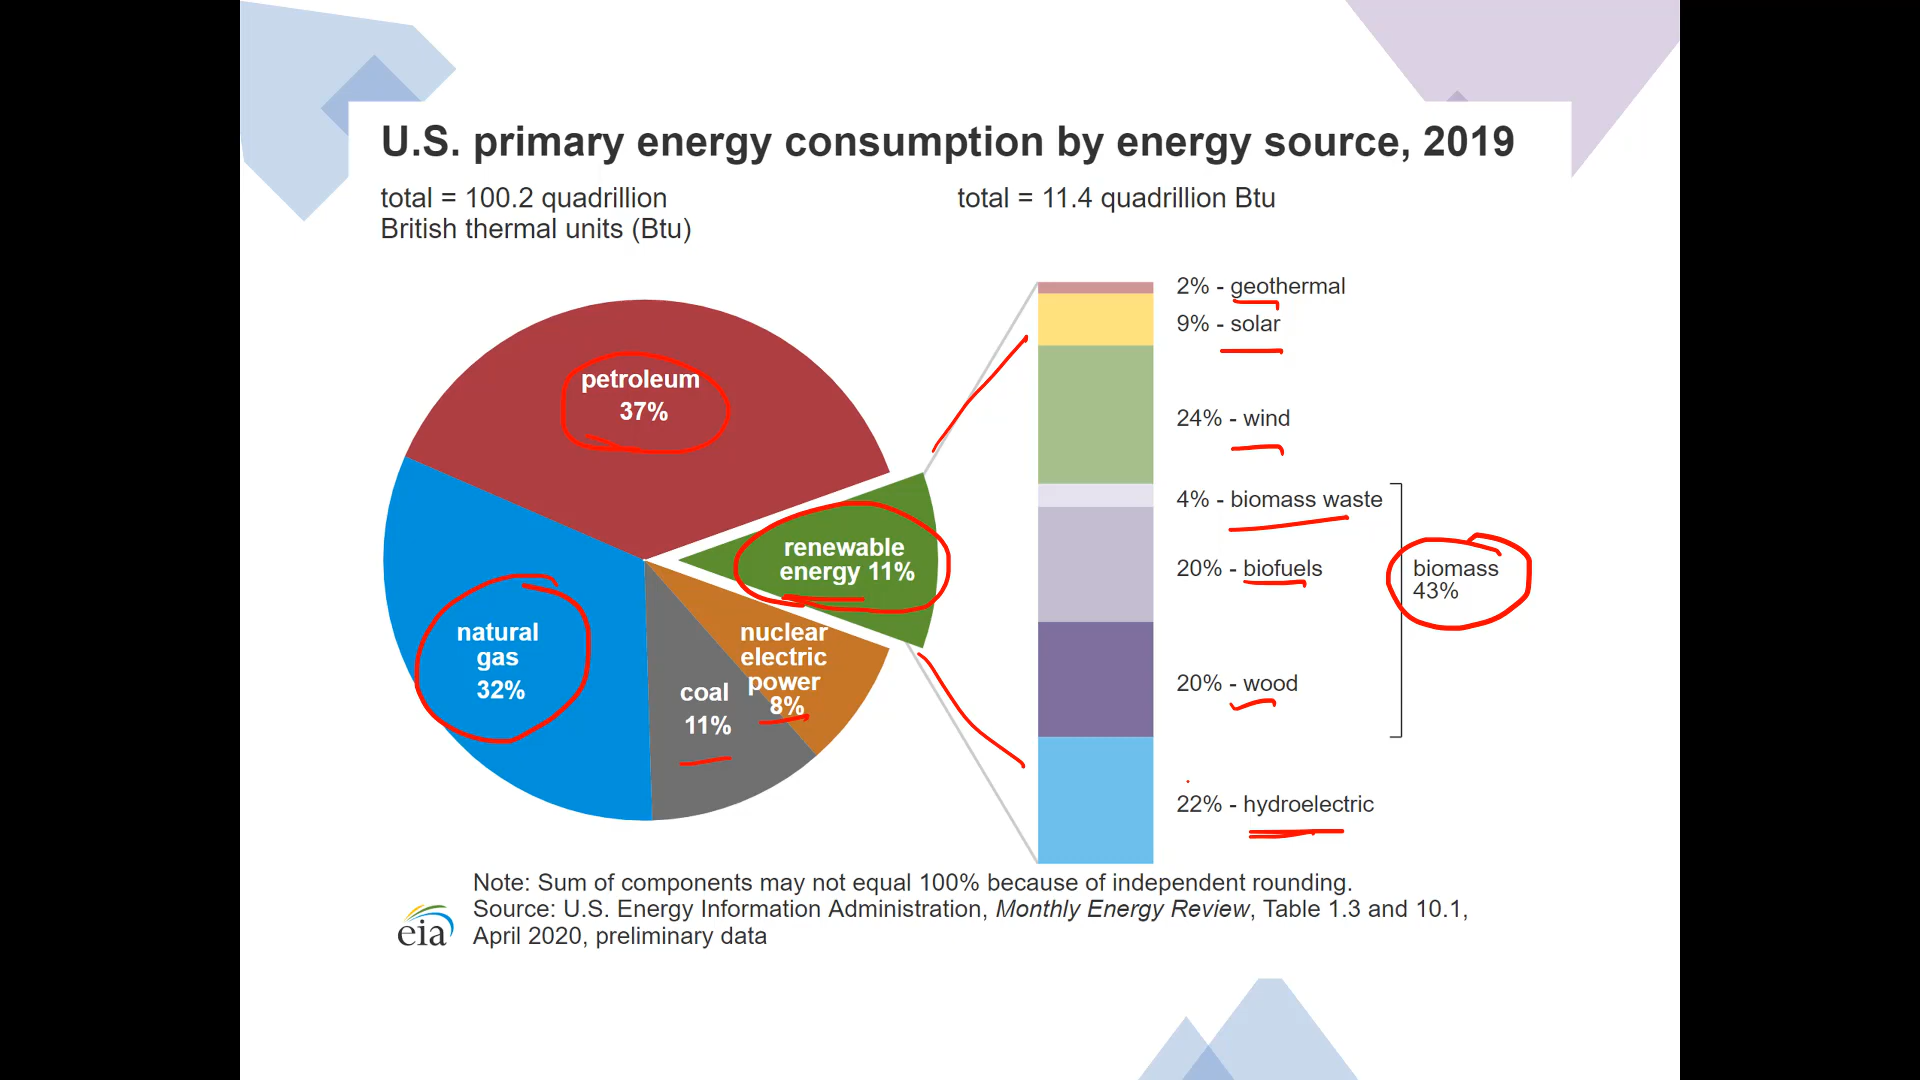 U.S. primary energy consumption by energy source, 2019
total = 100.2 quadrillion
British thermal units (Btu)
total = 11.4 quadrillion Btu
petroleum
37%
natural
gas
32%
coal
11%
nuclear
electric
power
8%
renewable
energy 11%
2% - geothermal
9% - solar
24% - wind
4% - biomass waste
20% - biofuels
20% - wood
22% - hydroelectric
biomass
43%
Note: Sum of components may not equal 100% because of independent rounding.
Source: U.S. Energy Information Administration, Monthly Energy Review, Table 1.3 and 10.1,
April 2020, preliminary data
eia